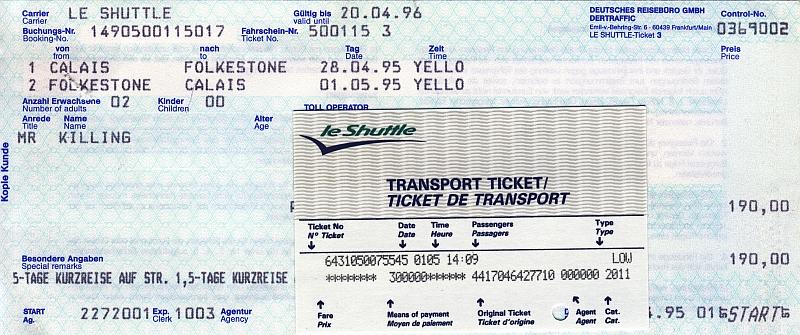 Carrier
Carrier LE SHUTTLE Gültig bis
valid until 20.04.96 DEUTSCHES REISEBÜRO GMBH
DERTRAFFIC
Emil-v.-Behring-Str. 6 - 60439 Frankfurt/Main
LE SHUTTLE-Ticket 3 Control-No.
0369002
Buchungs-Nr.
Booking-No. 1490500115017 Fahrschein-Nr.
Ticket No. 500115 3
von
from nach
to Tag
Date Zeit
Time Preis
Price
1 CALAIS FOLKESTONE 28.04.95 YELLO
2 FOLKESTONE CALAIS 01.05.95 YELLO
Anzahl Erwachsene
Number of adults 02 Kinder
Children 00 TOLL OPERATOR
Anrede
Title Name
Name Alter
Age
MR KILLING
Kopie Kunde
le Shuttle
TRANSPORT TICKET/
TICKET DE TRANSPORT
190,00
Ticket No
N° Ticket Date
Date Time
Heure Passengers
Passagers Type
Type
6431050075545 0105 14:09 LOW
******** 300000****** 4417046427710 000000 2011
Fare
Prix Means of payment
Moyen de paiement Original Ticket
Ticket d'origine Agent
Agent Cat.
Cat.
190,00
Besondere Angaben
Special remarks
5-TAGE KURZREISE AUF STR. 1,5-TAGE KURZREISE
START
Ag. 2272001 Exp.
Clerk 1003 Agentur
Agency 4.95 016 START